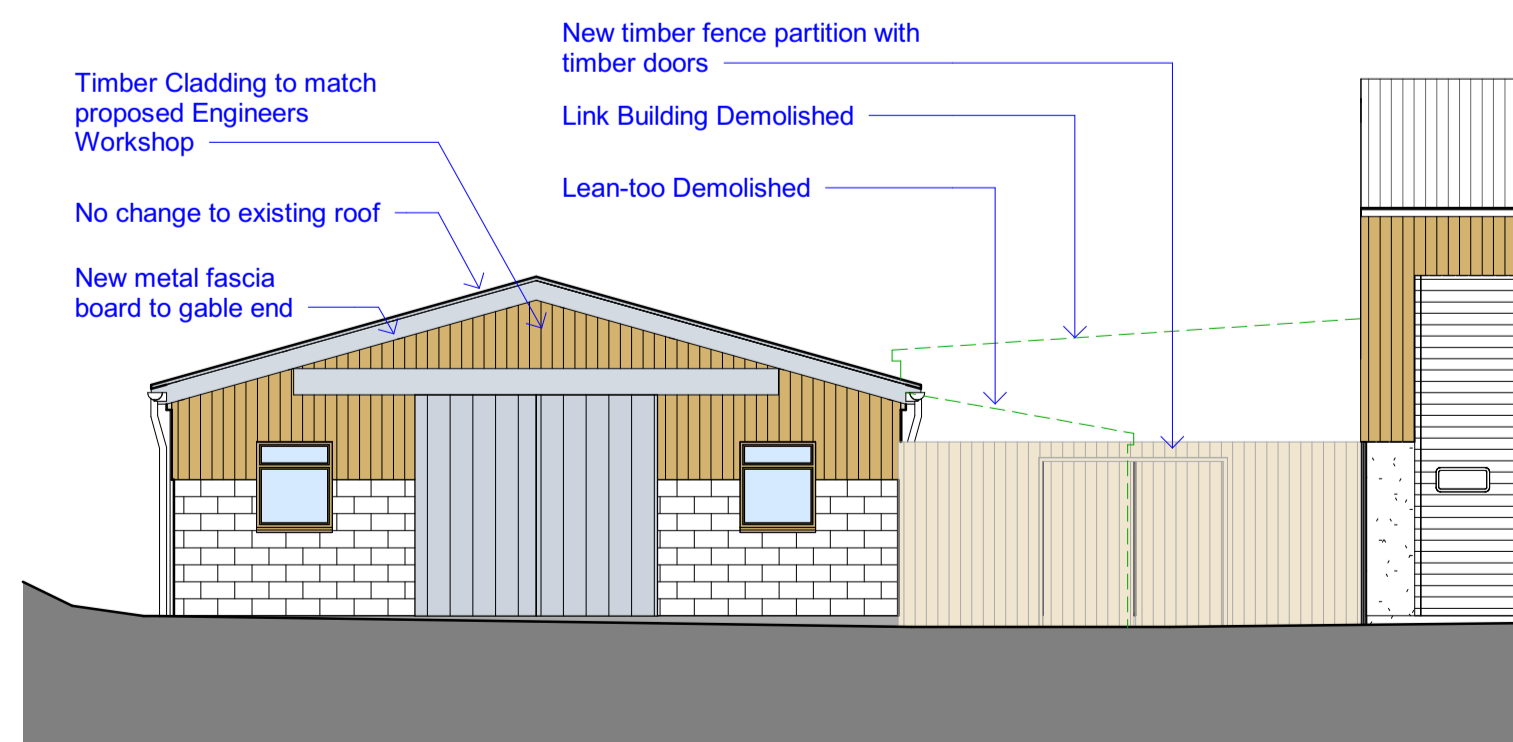 New timber fence partition with
timber doors
Timber Cladding to match
proposed Engineers
Workshop
Link Building Demolished
Lean-too Demolished
No change to existing roof
New metal fascia
board to gable end